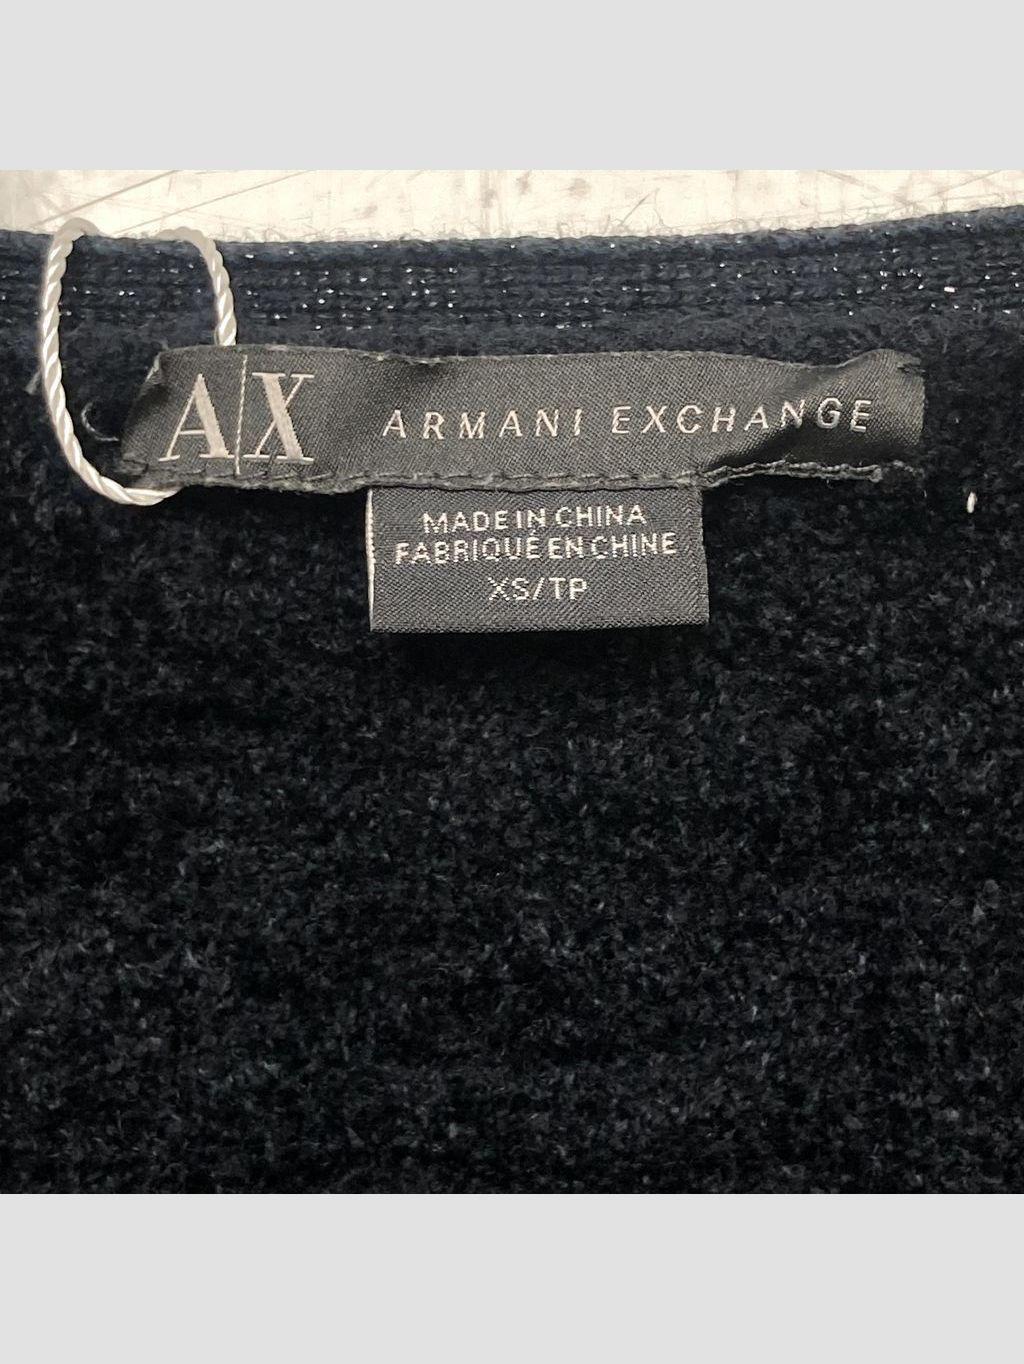 A|X ARMANI EXCHANGE
MADE IN CHINA
FABRIQUÉ EN CHINE
XS/TP